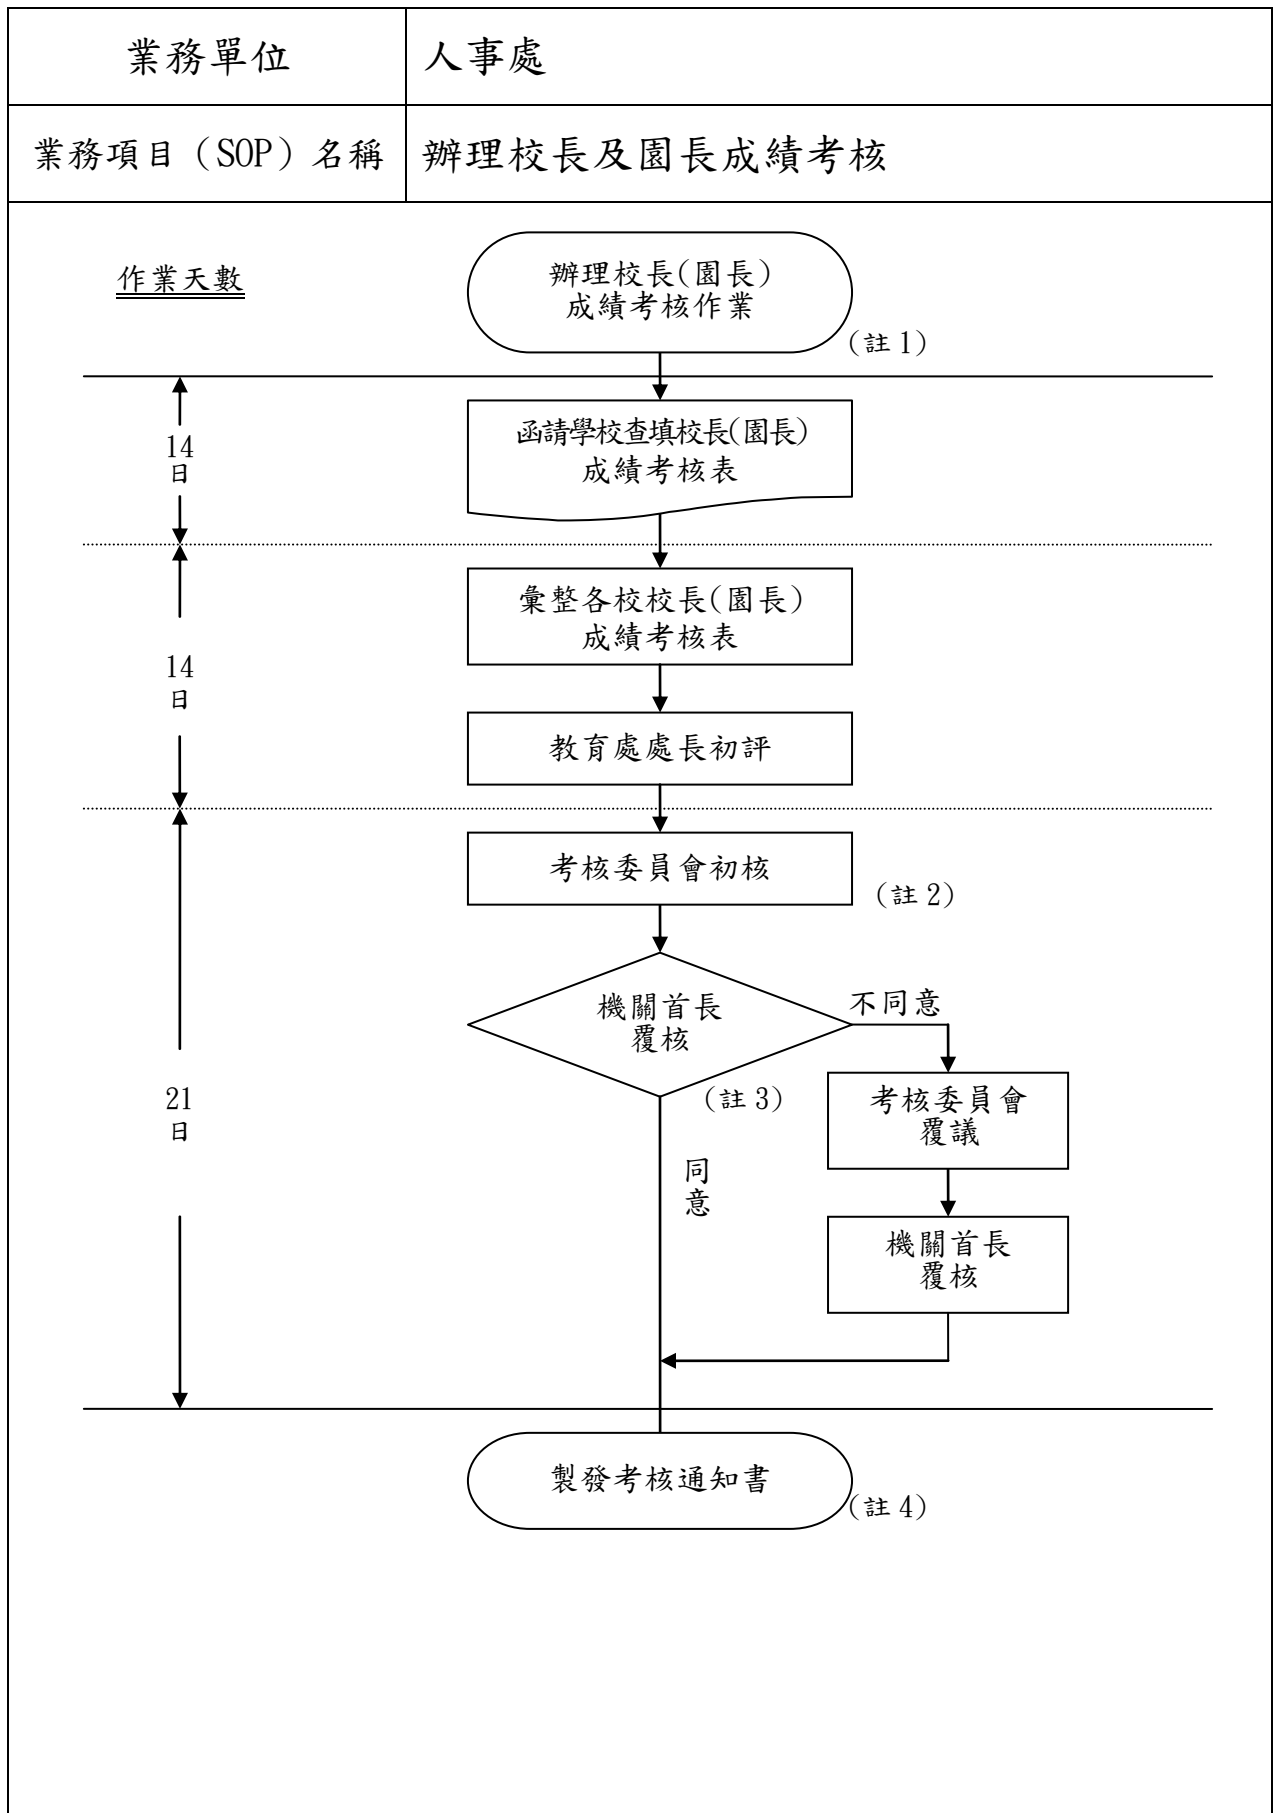 業務單位
人事處
業務項目（SOP）名稱
辦理校長及園長成績考核
作業天數
辦理校長(園長)
成績考核作業
(註 1)
14
日
函請學校查填校長(園長)
成績考核表
14
日
彙整各校校長(園長)
成績考核表
教育處處長初評
21
日
考核委員會初核
(註 2)
機關首長
覆核
(註 3)
不同意
考核委員會
覆議
同
意
機關首長
覆核
製發考核通知書
(註 4)